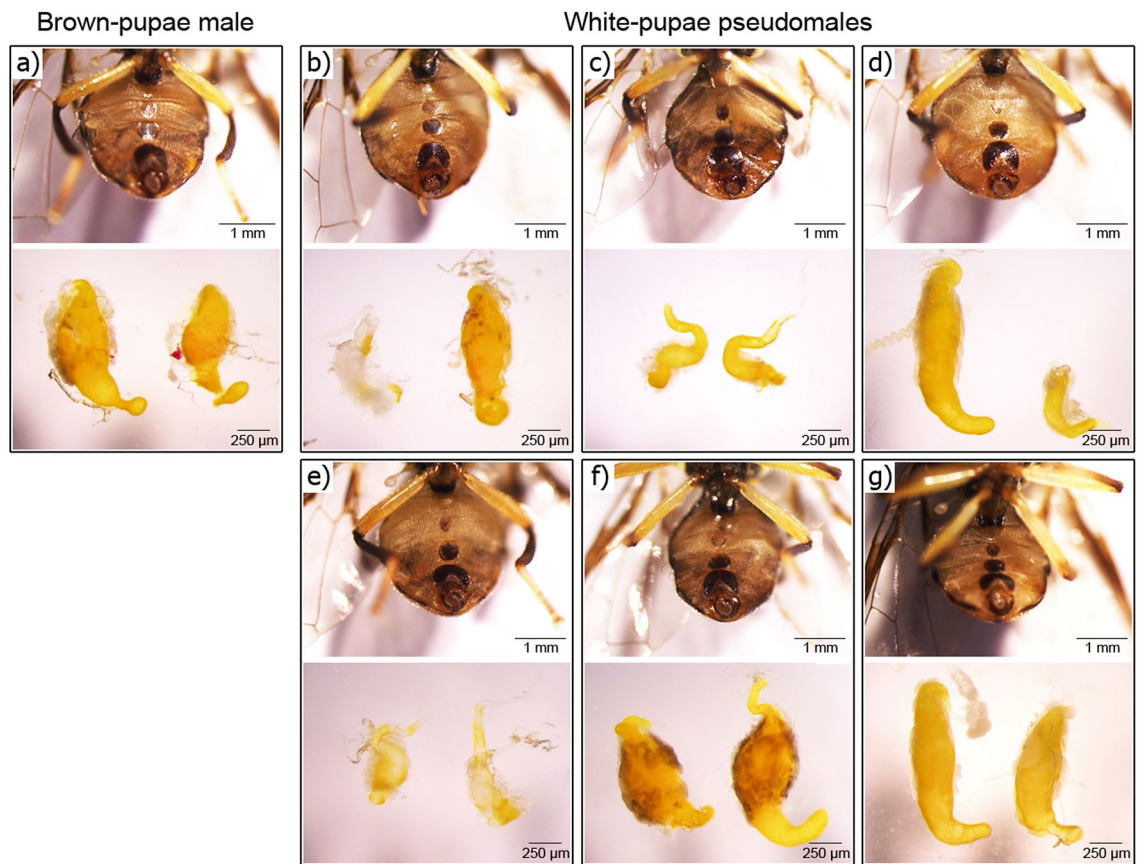 Brown-pupae male
White-pupae pseudomales
a)
b)
c)
d)
1 mm
1 mm
1 mm
1 mm
250 µm
250 µm
250 µm
250 µm
e)
f)
g)
1 mm
1 mm
1 mm
250 µm
250 µm
250 µm